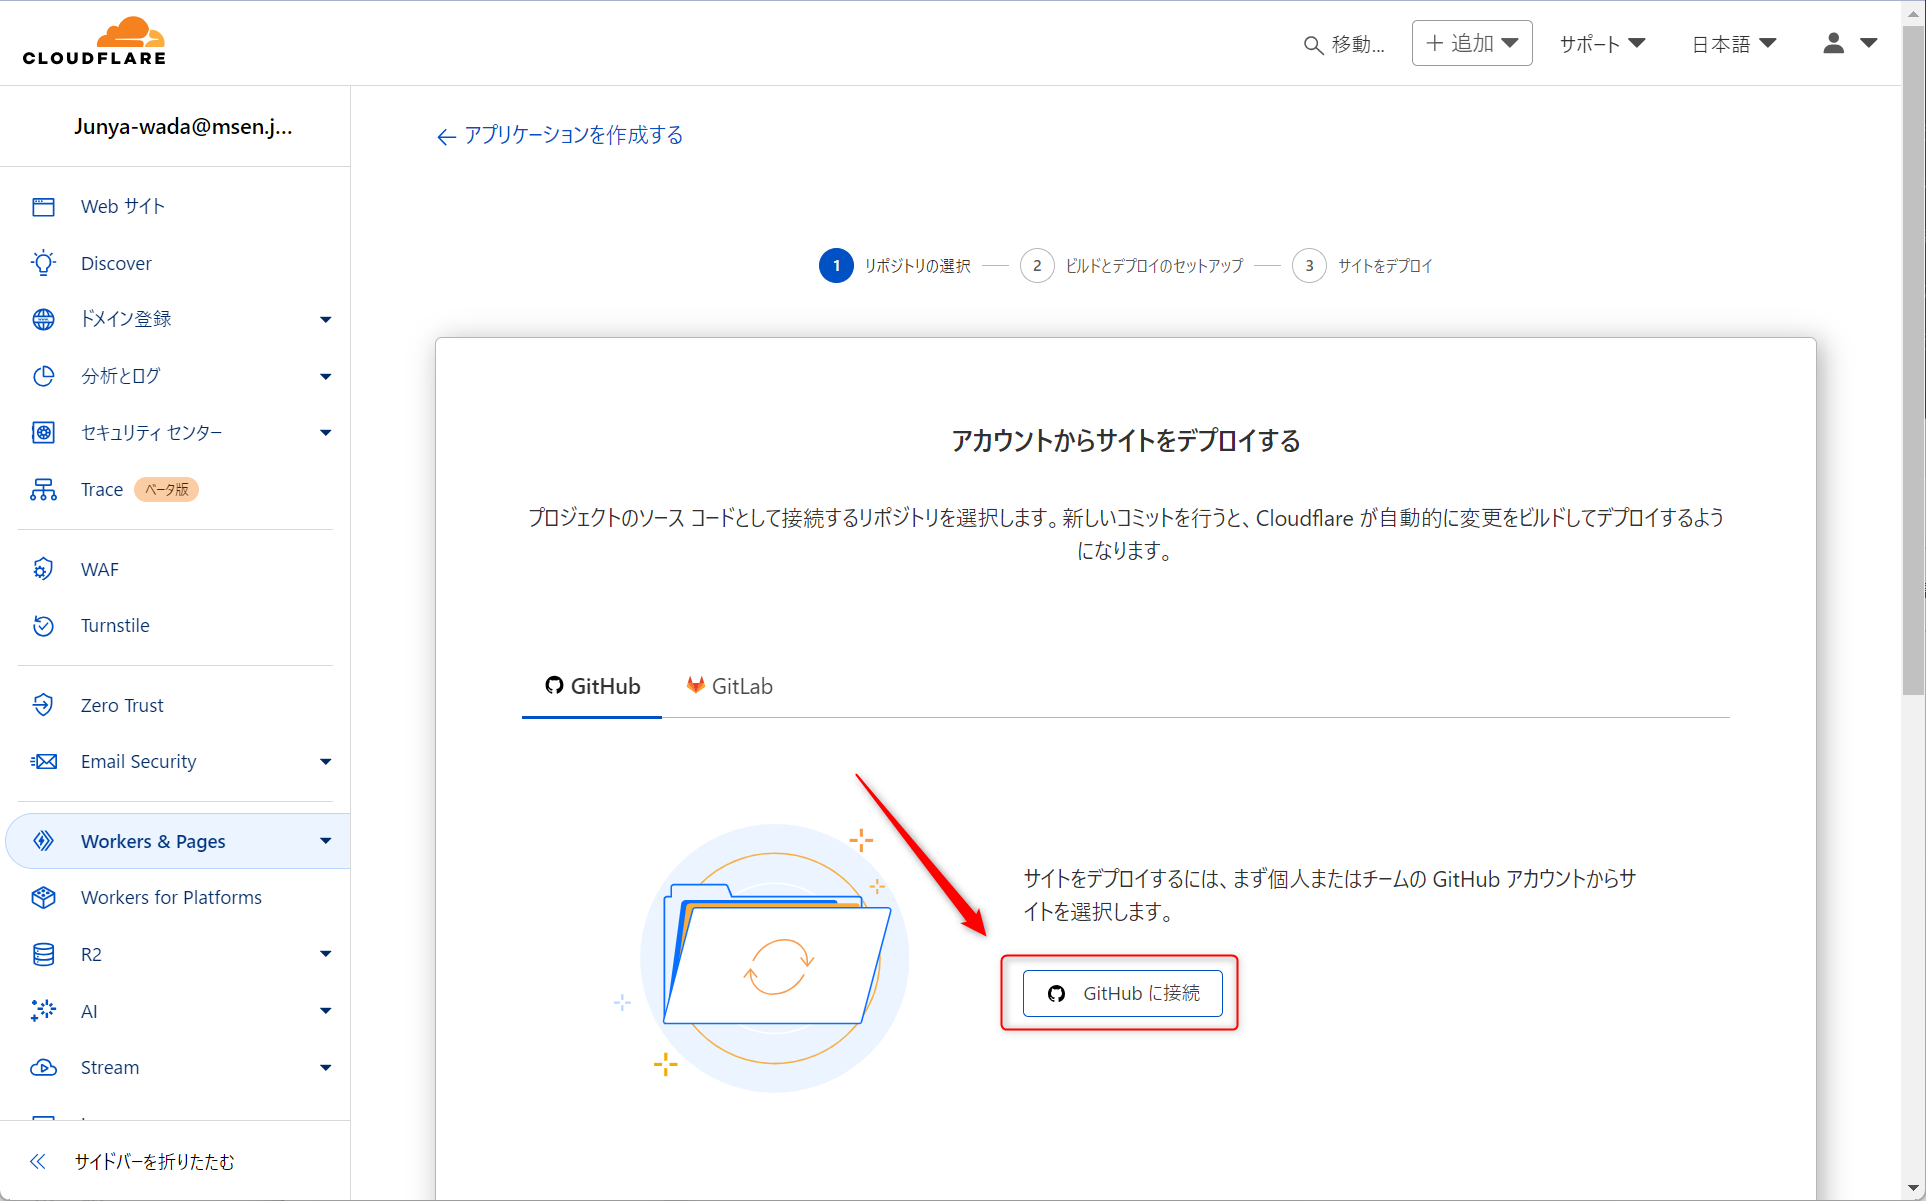 CLOUDFLARE
移動...
追加
サポート
日本語
Junya-wada@msen.j...
Web サイト
Discover
ドメイン登録
分析とログ
セキュリティ センター
Trace ベータ版
WAF
Turnstile
Zero Trust
Email Security
Workers & Pages
Workers for Platforms
R2
AI
Stream
サイドバーを折りたたむ
← アプリケーションを作成する
1 リポジトリの選択
2 ビルドとデプロイのセットアップ
3 サイトをデプロイ
アカウントからサイトをデプロイする
プロジェクトのソース コードとして接続するリポジトリを選択します。新しいコミットを行うと、Cloudflare が自動的に変更をビルドしてデプロイするよう
になります。
GitHub
GitLab
サイトをデプロイするには、まず個人またはチームの GitHub アカウントからサ
イトを選択します。
GitHub に接続